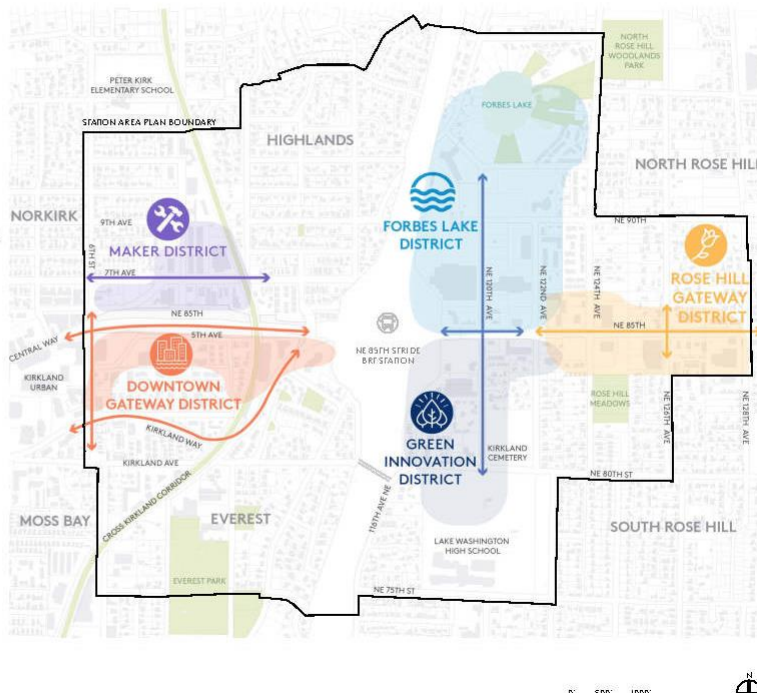 NORTH
ROSE HILL
WOODLANDS
PARK
PETER KIRK
ELEMENTARY SCHOOL
FORBES LAKE
STATION AREA PLAN BOUNDARY
HIGHLANDS
NORTH ROSE HILL
NORKIRK
9TH AVE
6TH ST
MAKER DISTRICT
7TH AVE
FORBES LAKE
DISTRICT
NE 90TH
ROSE HILL
GATEWAY
DISTRICT
NE 120TH AVE
NE 122ND AVE
NE 124TH AVE
NE 85TH
5TH AVE
NE 85TH
CENTRAL WAY
NE 85TH STRIDE
BRT STATION
KIRKLAND
URBAN
DOWNTOWN
GATEWAY DISTRICT
ROSE HILL
MEADOWS
NE 126TH AVE
NE 128TH AVE
KIRKLAND WAY
GREEN
INNOVATION
DISTRICT
KIRKLAND
CEMETERY
KIRKLAND AVE
NE 80TH ST
CROSS KIRKLAND CORRIDOR
116TH AVE NE
MOSS BAY
EVEREST
SOUTH ROSE HILL
LAKE WASHINGTON
HIGH SCHOOL
EVEREST PARK
NE 75TH ST
N